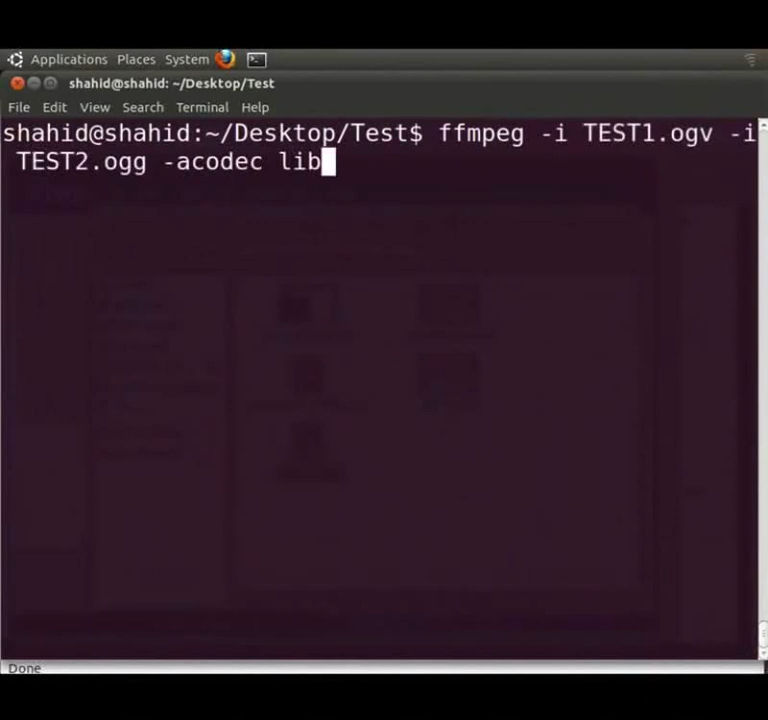 Applications Places System
shahid@shahid: ~/Desktop/Test
File Edit View Search Terminal Help
shahid@shahid:~/Desktop/Test$ ffmpeg -i TEST1.ogv -i
TEST2.ogg -acodec lib
Done